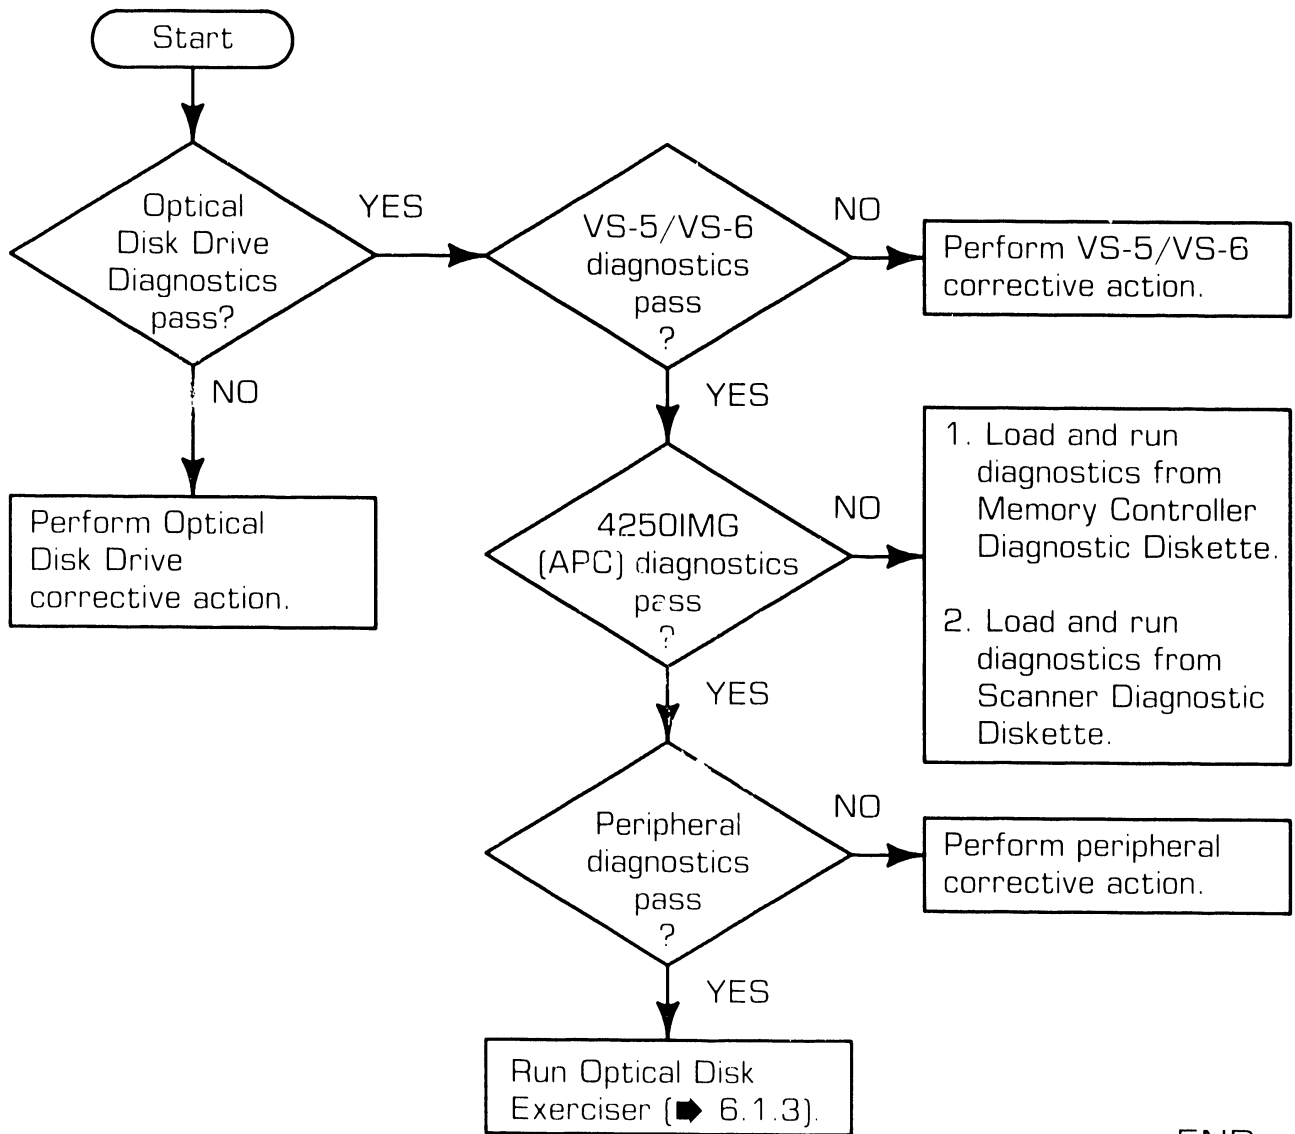 Start
Optical
Disk Drive
Diagnostics
pass?
YES
NO
Perform Optical
Disk Drive
corrective action.
VS-5/VS-6
diagnostics
pass
?
NO
Perform VS-5/VS-6
corrective action.
YES
4250IMG
(APC) diagnostics
pass
?
NO
1. Load and run
diagnostics from
Memory Controller
Diagnostic Diskette.
2. Load and run
diagnostics from
Scanner Diagnostic
Diskette.
YES
Peripheral
diagnostics
pass
?
NO
Perform peripheral
corrective action.
YES
Run Optical Disk
Exerciser (➡ 6.1.3).